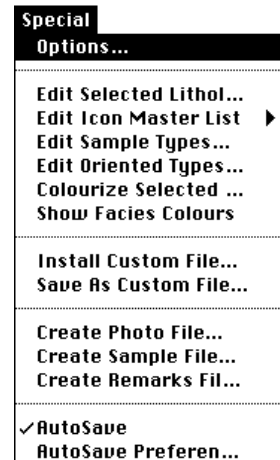 Special
Options...
Edit Selected Lithol...
Edit Icon Master List
Edit Sample Types...
Edit Oriented Types...
Colourize Selected ...
Show Facies Colours
Install Custom File...
Save As Custom File...
Create Photo File...
Create Sample File...
Create Remarks Fil...
✓AutoSave
AutoSave Preferen...